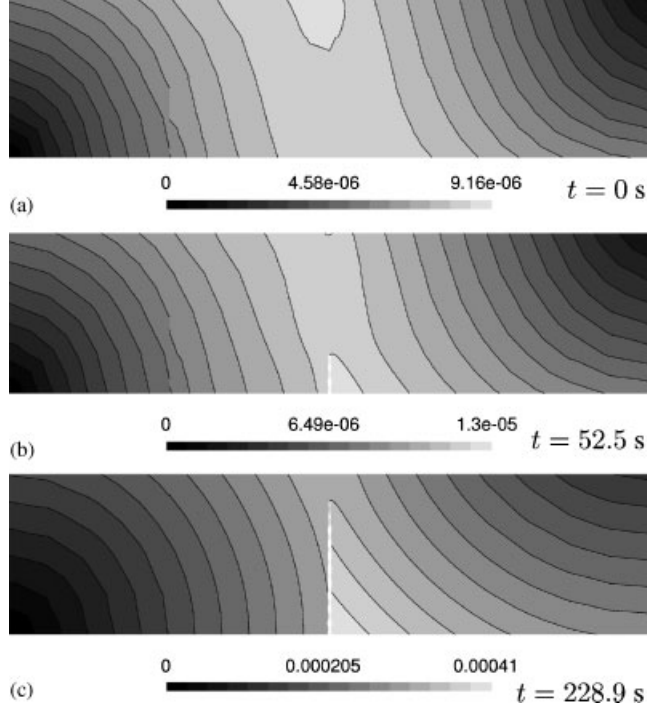 0 4.58e-06 9.16e-06
(a) t = 0 s
0 6.49e-06 1.3e-05
(b) t = 52.5 s
0 0.000205 0.00041
(c) t = 228.9 s